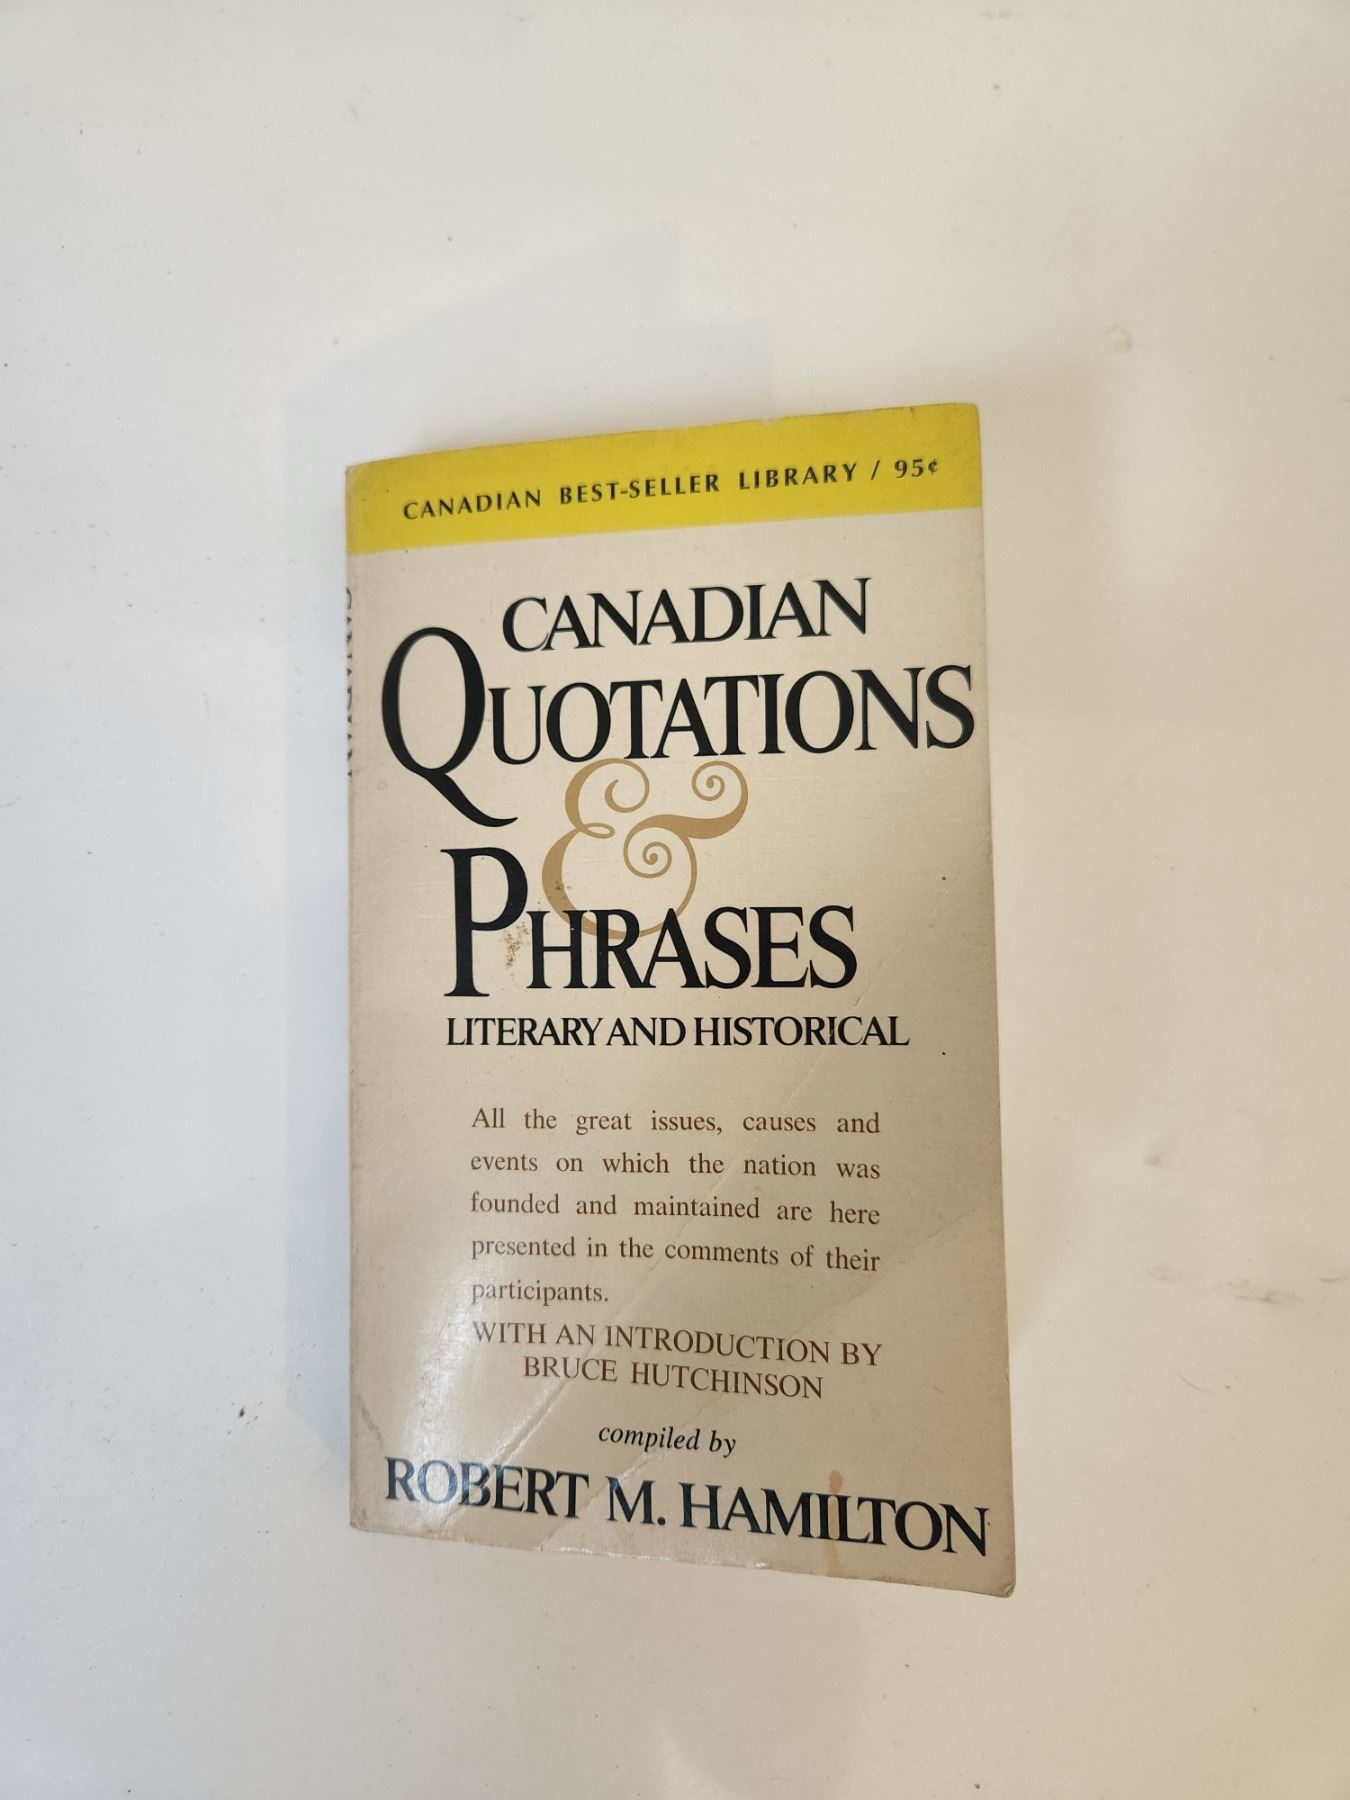 CANADIAN BEST-SELLER LIBRARY / 95¢
CANADIAN
QUOTATIONS
&
PHRASES
LITERARY AND HISTORICAL
All the great issues, causes and
events on which the nation was
founded and maintained are here
presented in the comments of their
participants.
WITH AN INTRODUCTION BY
BRUCE HUTCHINSON
compiled by
ROBERT M. HAMILTON
CANADIAN